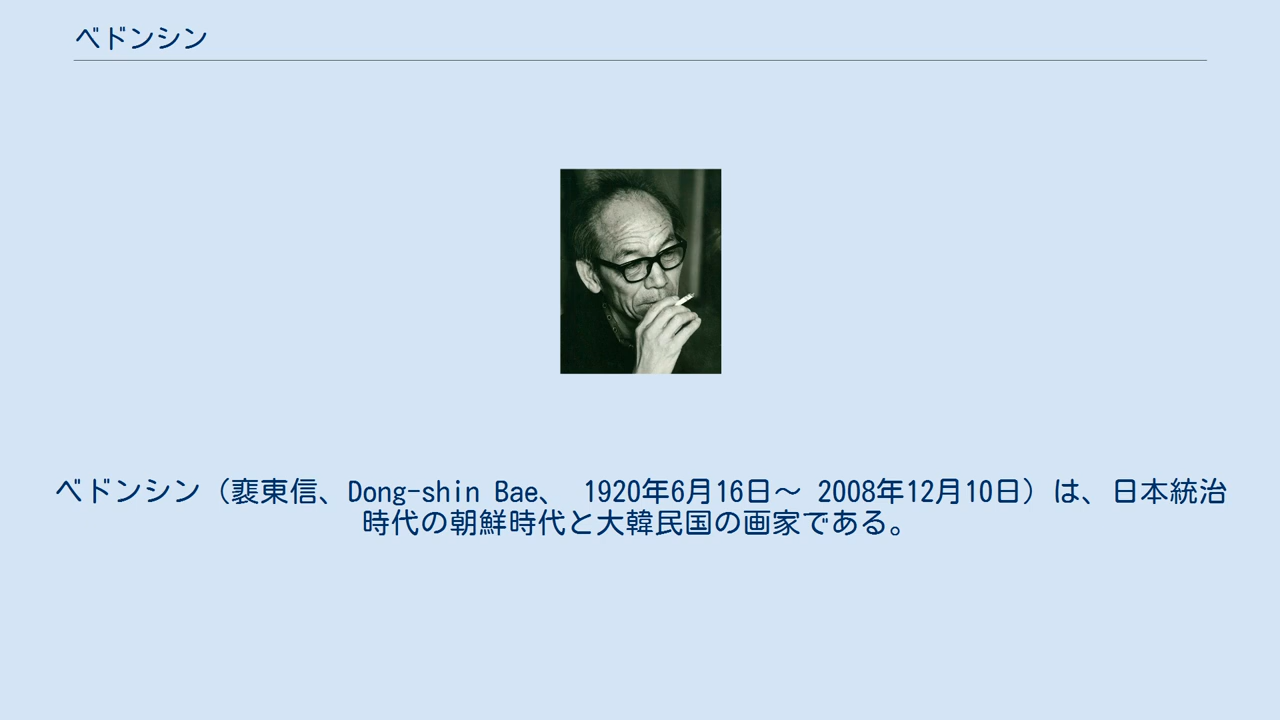 ベドンシン
ベドンシン（裵東信、Dong-shin Bae、 1920年6月16日～ 2008年12月10日）は、日本統治
時代の朝鮮時代と大韓民国の画家である。